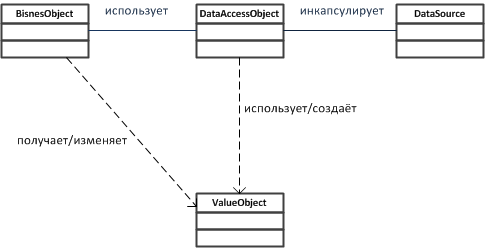 BisnesObject
использует
DataAccessObject
инкапсулирует
DataSource
использует/создаёт
получает/изменяет
ValueObject